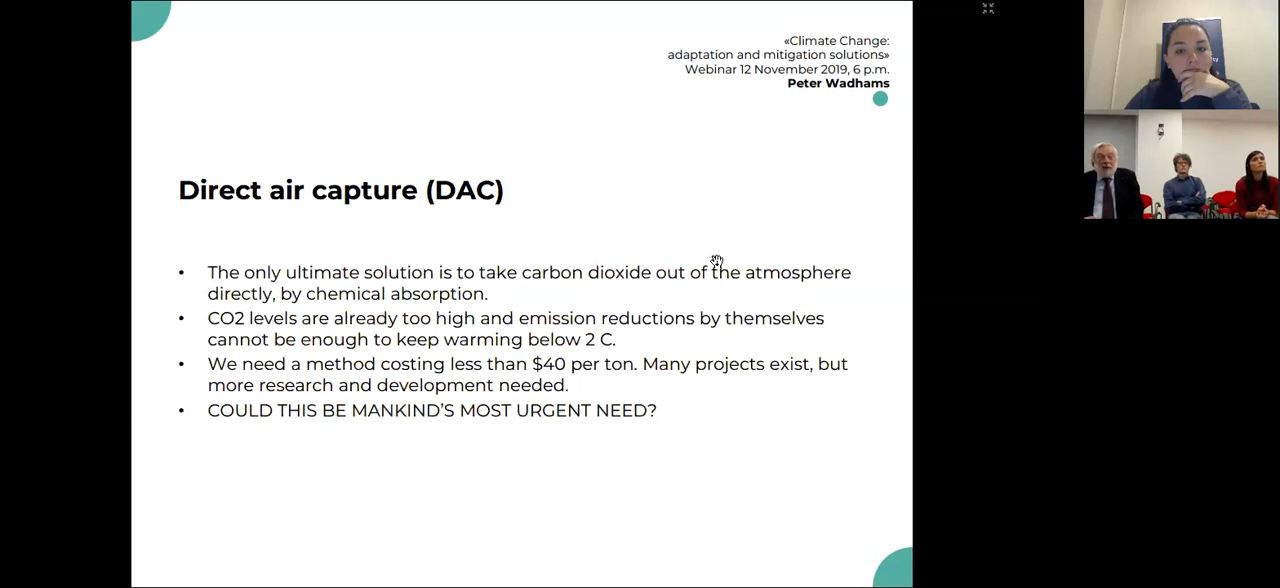 «Climate Change:
adaptation and mitigation solutions»
Webinar 12 November 2019, 6 p.m.
Peter Wadhams
Direct air capture (DAC)
• The only ultimate solution is to take carbon dioxide out of the atmosphere
directly, by chemical absorption.
• CO2 levels are already too high and emission reductions by themselves
cannot be enough to keep warming below 2 C.
• We need a method costing less than $40 per ton. Many projects exist, but
more research and development needed.
• COULD THIS BE MANKIND'S MOST URGENT NEED?